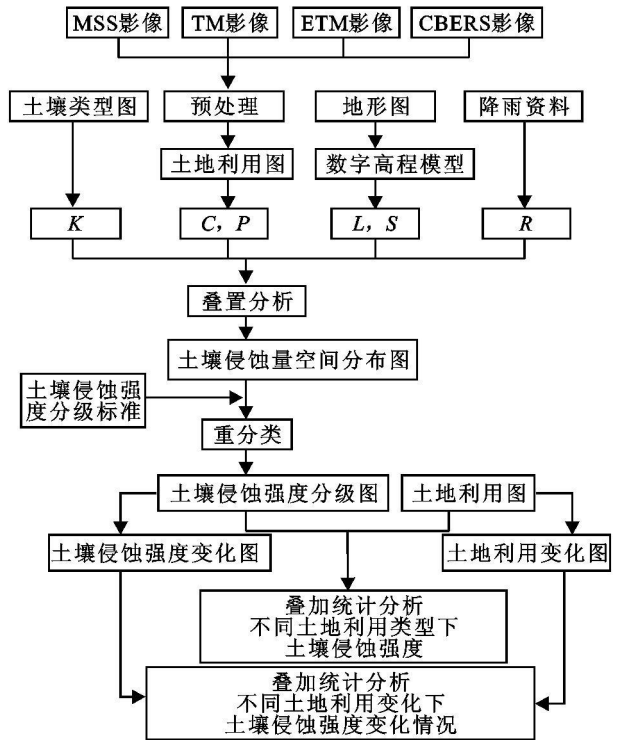 MSS影像
TM影像
ETM影像
CBERS影像
土壤类型图
预处理
地形图
降雨资料
土地利用图
数字高程模型
K
C，P
L，S
R
叠置分析
土壤侵蚀量空间分布图
土壤侵蚀强
度分级标准
重分类
土壤侵蚀强度分级图
土地利用图
土壤侵蚀强度变化图
土地利用变化图
叠加统计分析
不同土地利用类型下
土壤侵蚀强度
叠加统计分析
不同土地利用变化下
土壤侵蚀强度变化情况